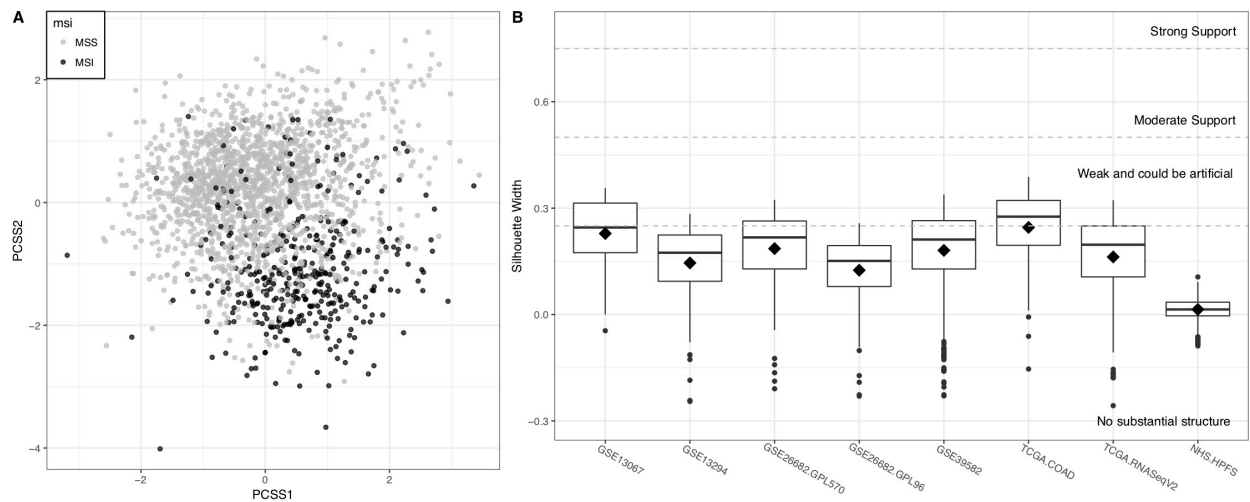 A
msi
MSS
MSI
PCSS2
2
0
−2
−4
−2
0
2
PCSS1
B
Silhouette Width
0.6
0.3
0.0
−0.3
Strong Support
Moderate Support
Weak and could be artificial
No substantial structure
GSE13067
GSE13294
GSE26682.GPL570
GSE26682.GPL96
GSE39582
TCGA.COAD
TCGA.RNASeqV2
NHS.HPFS